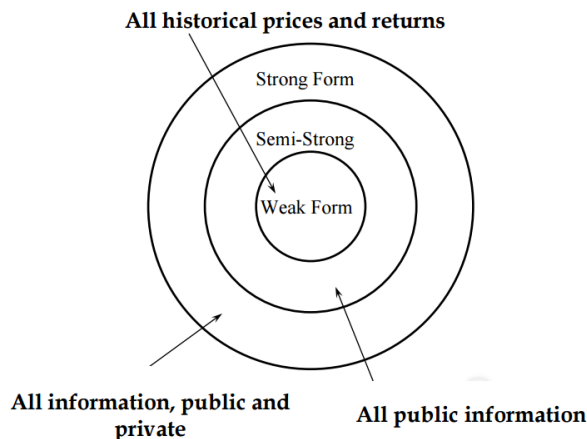 All historical prices and returns
Strong Form
Semi-Strong
Weak Form
All information, public and
private
All public information